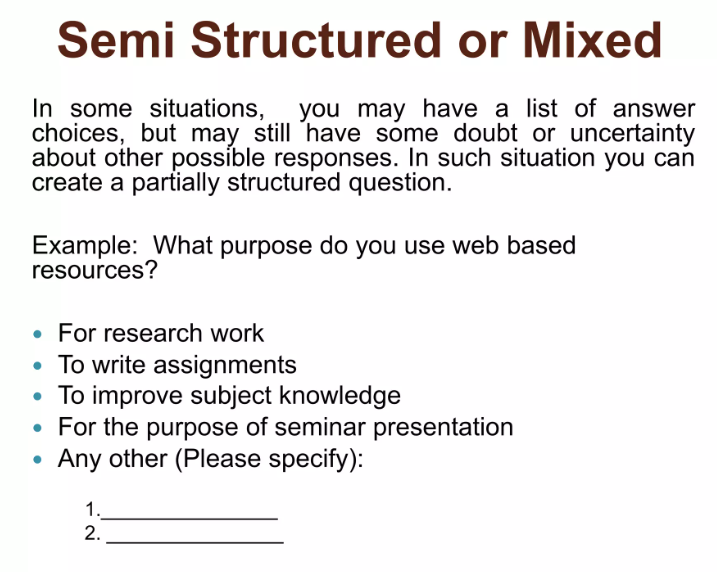 Semi Structured or Mixed
In some situations, you may have a list of answer
choices, but may still have some doubt or uncertainty
about other possible responses. In such situation you can
create a partially structured question.
Example: What purpose do you use web based
resources?
• For research work
• To write assignments
• To improve subject knowledge
• For the purpose of seminar presentation
• Any other (Please specify):
1._______________
2. _______________